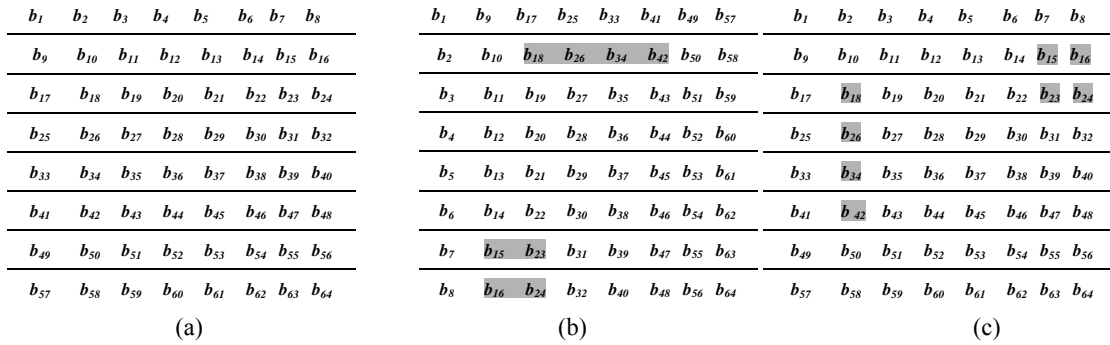 b1 b2 b3 b4 b5 b6 b7 b8
b9 b10 b11 b12 b13 b14 b15 b16
b17 b18 b19 b20 b21 b22 b23 b24
b25 b26 b27 b28 b29 b30 b31 b32
b33 b34 b35 b36 b37 b38 b39 b40
b41 b42 b43 b44 b45 b46 b47 b48
b49 b50 b51 b52 b53 b54 b55 b56
b57 b58 b59 b60 b61 b62 b63 b64
(a)
b1 b9 b17 b25 b33 b41 b49 b57
b2 b10 b18 b26 b34 b42 b50 b58
b3 b11 b19 b27 b35 b43 b51 b59
b4 b12 b20 b28 b36 b44 b52 b60
b5 b13 b21 b29 b37 b45 b53 b61
b6 b14 b22 b30 b38 b46 b54 b62
b7 b15 b23 b31 b39 b47 b55 b63
b8 b16 b24 b32 b40 b48 b56 b64
(b)
b1 b2 b3 b4 b5 b6 b7 b8
b9 b10 b11 b12 b13 b14 b15 b16
b17 b18 b19 b20 b21 b22 b23 b24
b25 b26 b27 b28 b29 b30 b31 b32
b33 b34 b35 b36 b37 b38 b39 b40
b41 b 42 b43 b44 b45 b46 b47 b48
b49 b50 b51 b52 b53 b54 b55 b56
b57 b58 b59 b60 b61 b62 b63 b64
(c)